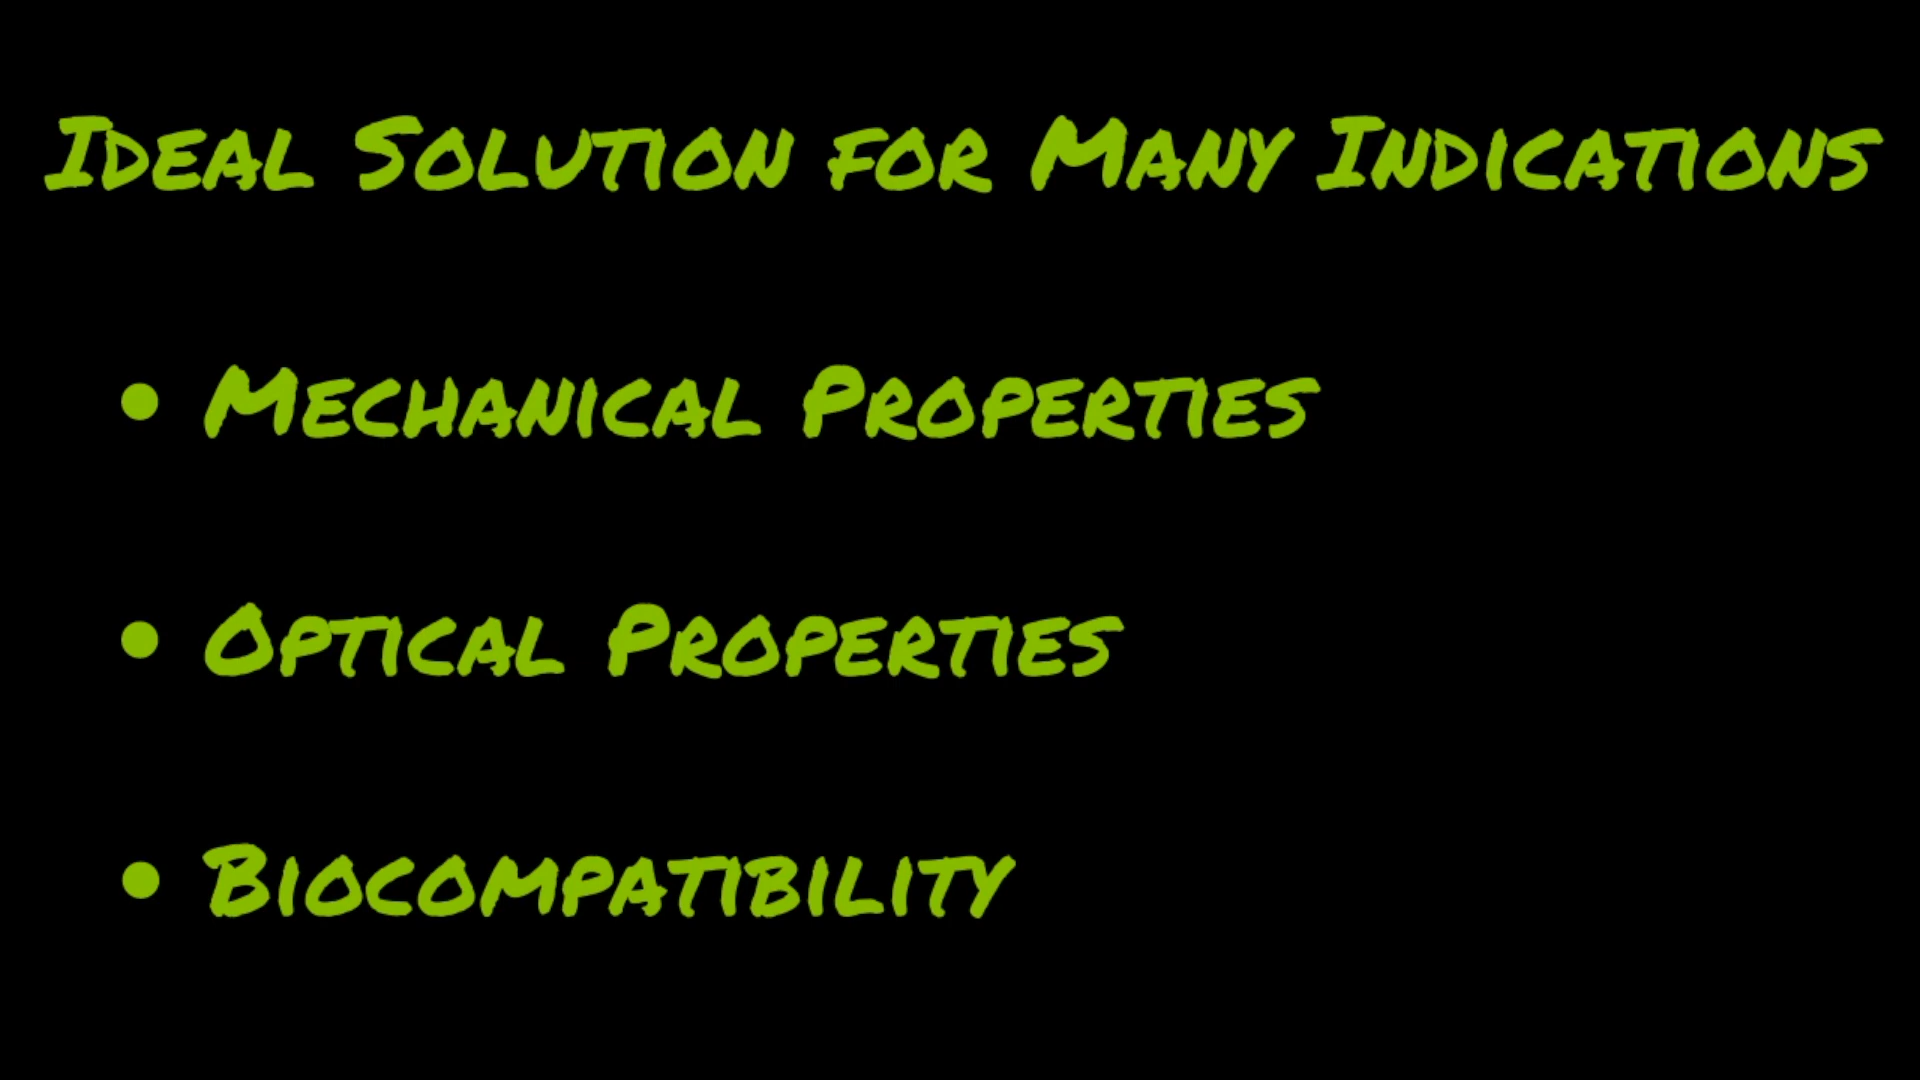 Ideal Solution for Many Indications
• Mechanical Properties
• Optical Properties
• Biocompatibility